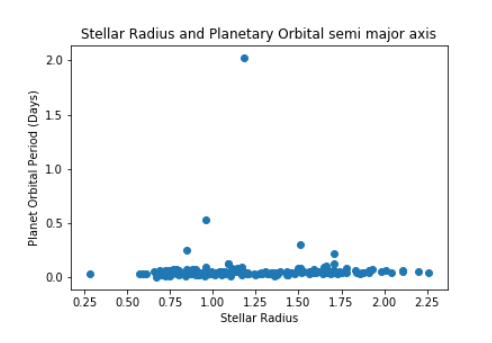 Stellar Radius and Planetary Orbital semi major axis
Planet Orbital Period (Days)
2.0
1.5
1.0
0.5
0.0
0.25 0.50 0.75 1.00 1.25 1.50 1.75 2.00 2.25
Stellar Radius